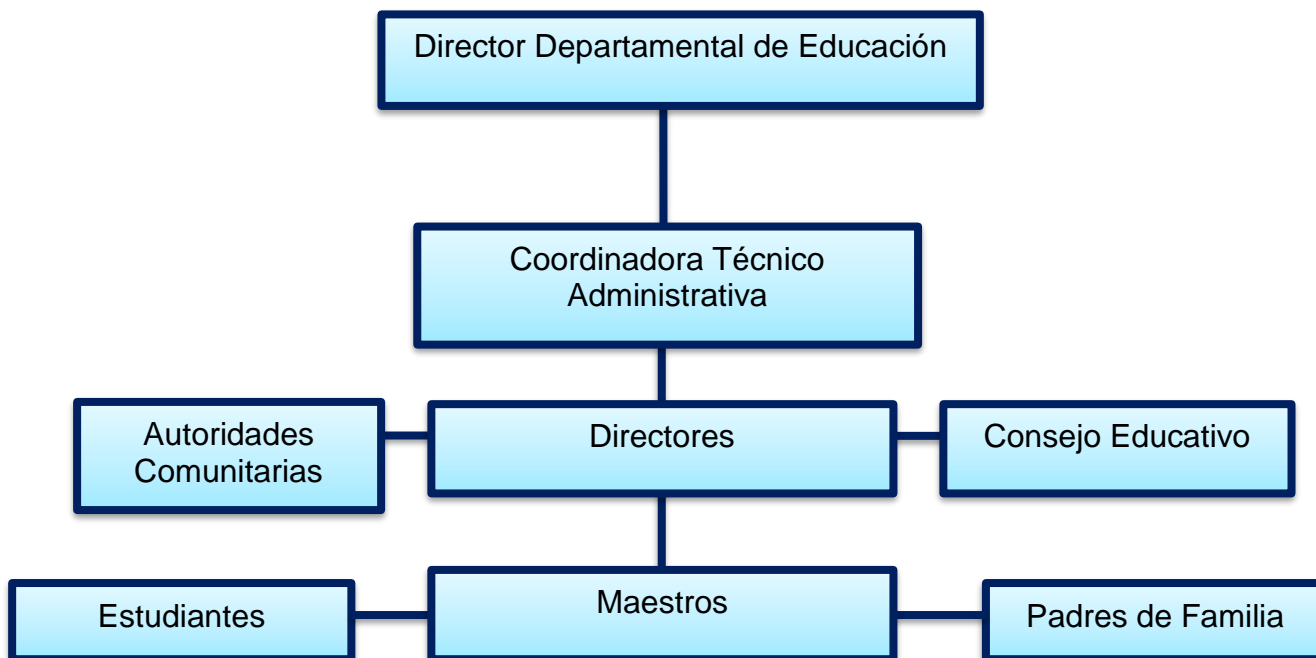 Director Departamental de Educación
Coordinadora Técnico
Administrativa
Autoridades
Comunitarias
Directores
Consejo Educativo
Estudiantes
Maestros
Padres de Familia